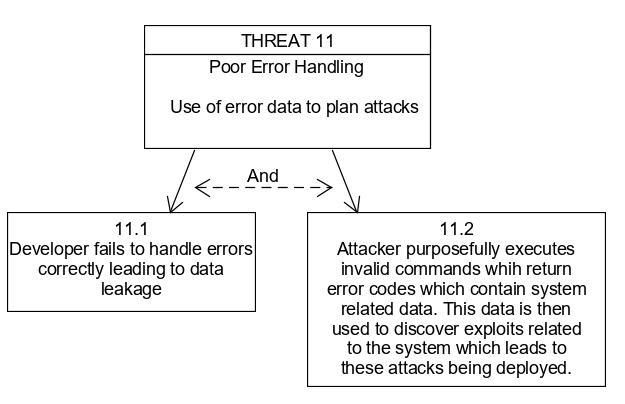 THREAT 11
Poor Error Handling
Use of error data to plan attacks
And
11.1
Developer fails to handle errors
correctly leading to data
leakage
11.2
Attacker purposefully executes
invalid commands whih return
error codes which contain system
related data. This data is then
used to discover exploits related
to the system which leads to
these attacks being deployed.